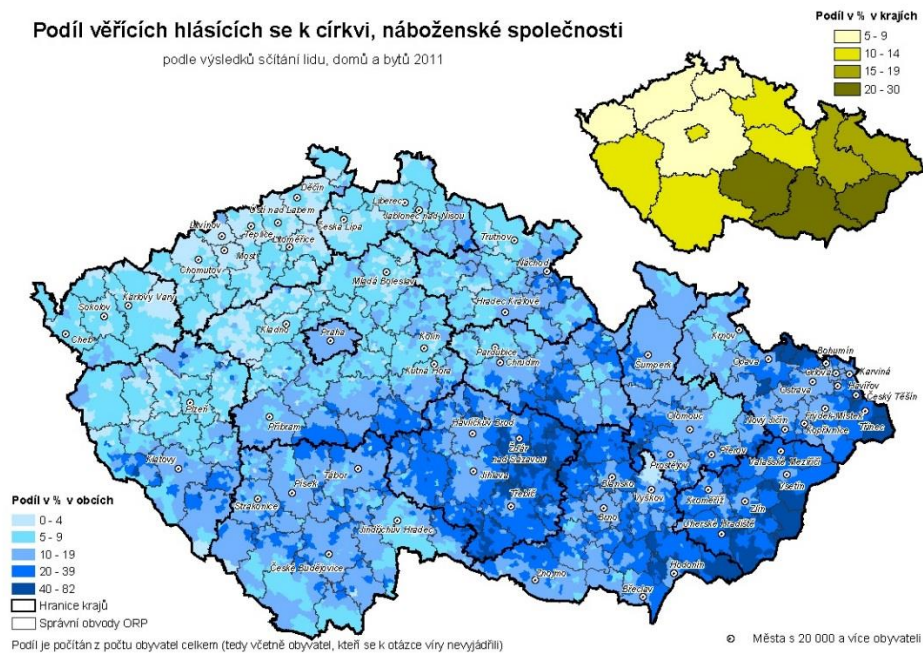 Podíl věřících hlásících se k církvi, náboženské společnosti
podle výsledků sčítání lidu, domů a bytů 2011
Podíl v % v krajích
5 - 9
10 - 14
15 - 19
20 - 30
Děčín
Ústí nad Labem
Liberec
Jablonec nad Nisou
Litvínov
Teplice
Česká Lípa
Litoměřice
Most
Trutnov
Chomutov
Náchod
Mladá Boleslav
Karlovy Vary
Sokolov
Hradec Králové
Kladno
Cheb
Praha
Kolín
Pardubice
Krnov
Chrudim
Kutná Hora
Šumperk
Opava
Bohumín
Orlová
Karviná
Havířov
Ostrava
Český Těšín
Plzeň
Příbram
Havlíčkův Brod
Olomouc
Nový Jičín
Frýdek-Místek
Kopřivnice
Třinec
Žďár
nad Sázavou
Klatovy
Přerov
Valašské Meziříčí
Tábor
Jihlava
Prostějov
Vsetín
Písek
Blansko
Strakonice
Třebíč
Vyškov
Kroměříž
Zlín
Brno
Jindřichův Hradec
Uherské Hradiště
České Budějovice
Hodonín
Znojmo
Břeclav
Podíl v % v obcích
0 - 4
5 - 9
10 - 19
20 - 39
40 - 82
Hranice krajů
Správní obvody ORP
Města s 20 000 a více obyvateli
Podíl je počítán z počtu obyvatel celkem (tedy včetně obyvatel, kteří se k otázce víry nevyjádřili)